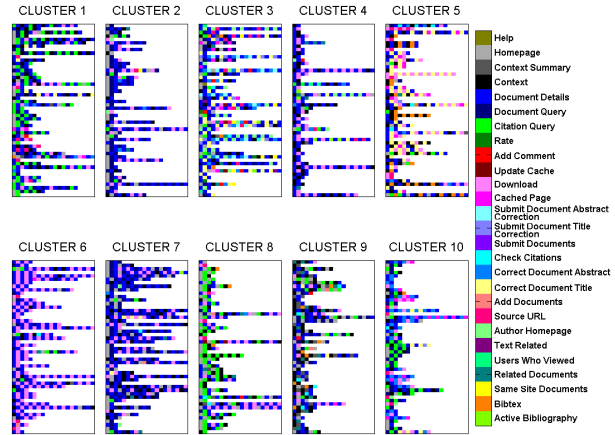 CLUSTER 1
CLUSTER 2
CLUSTER 3
CLUSTER 4
CLUSTER 5
CLUSTER 6
CLUSTER 7
CLUSTER 8
CLUSTER 9
CLUSTER 10
Help
Homepage
Context Summary
Context
Document Details
Document Query
Citation Query
Rate
Add Comment
Update Cache
Download
Cached Page
Submit Document Abstract
Correction
Submit Document Title
Correction
Submit Documents
Check Citations
Correct Document Abstract
Correct Document Title
Add Documents
Source URL
Author Homepage
Text Related
Users Who Viewed
Related Documents
Same Site Documents
Bibtex
Active Bibliography